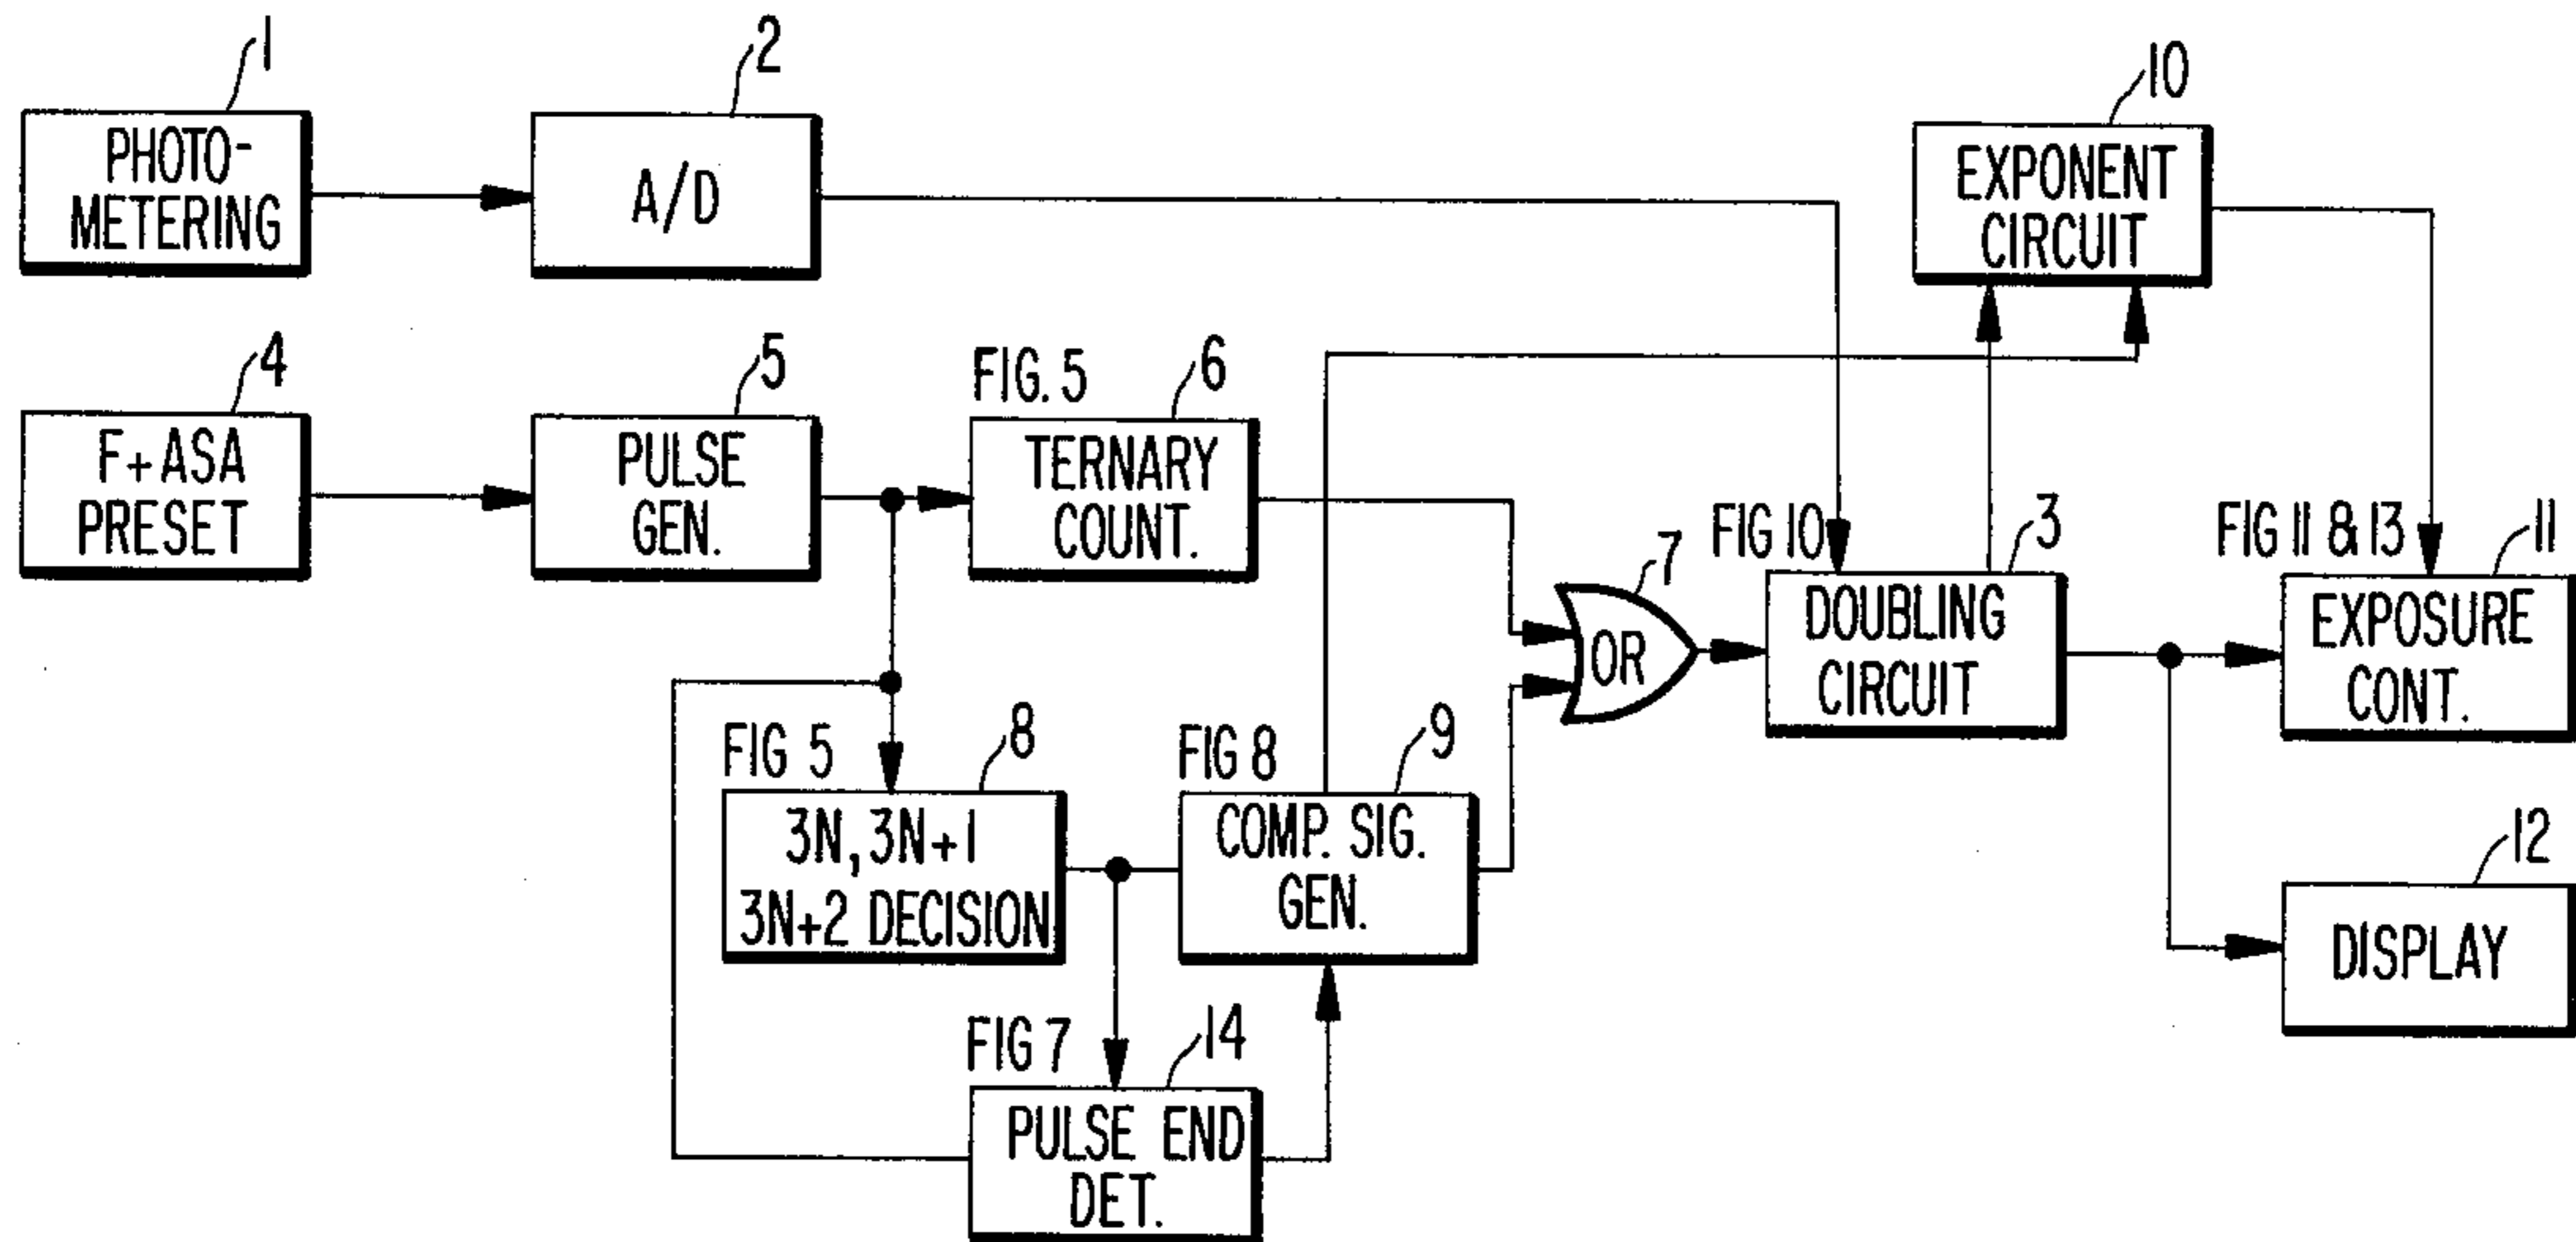 1
PHOTO-
METERING
2
A/D
10
EXPONENT
CIRCUIT
4
F+ASA
PRESET
5
PULSE
GEN.
FIG. 5
6
TERNARY
COUNT.
7
OR
FIG 10
3
DOUBLING
CIRCUIT
FIG 11 & 13
11
EXPOSURE
CONT.
FIG 5
8
3N, 3N+1
3N+2 DECISION
FIG 8
9
COMP. SIG.
GEN.
12
DISPLAY
FIG 7
14
PULSE END
DET.